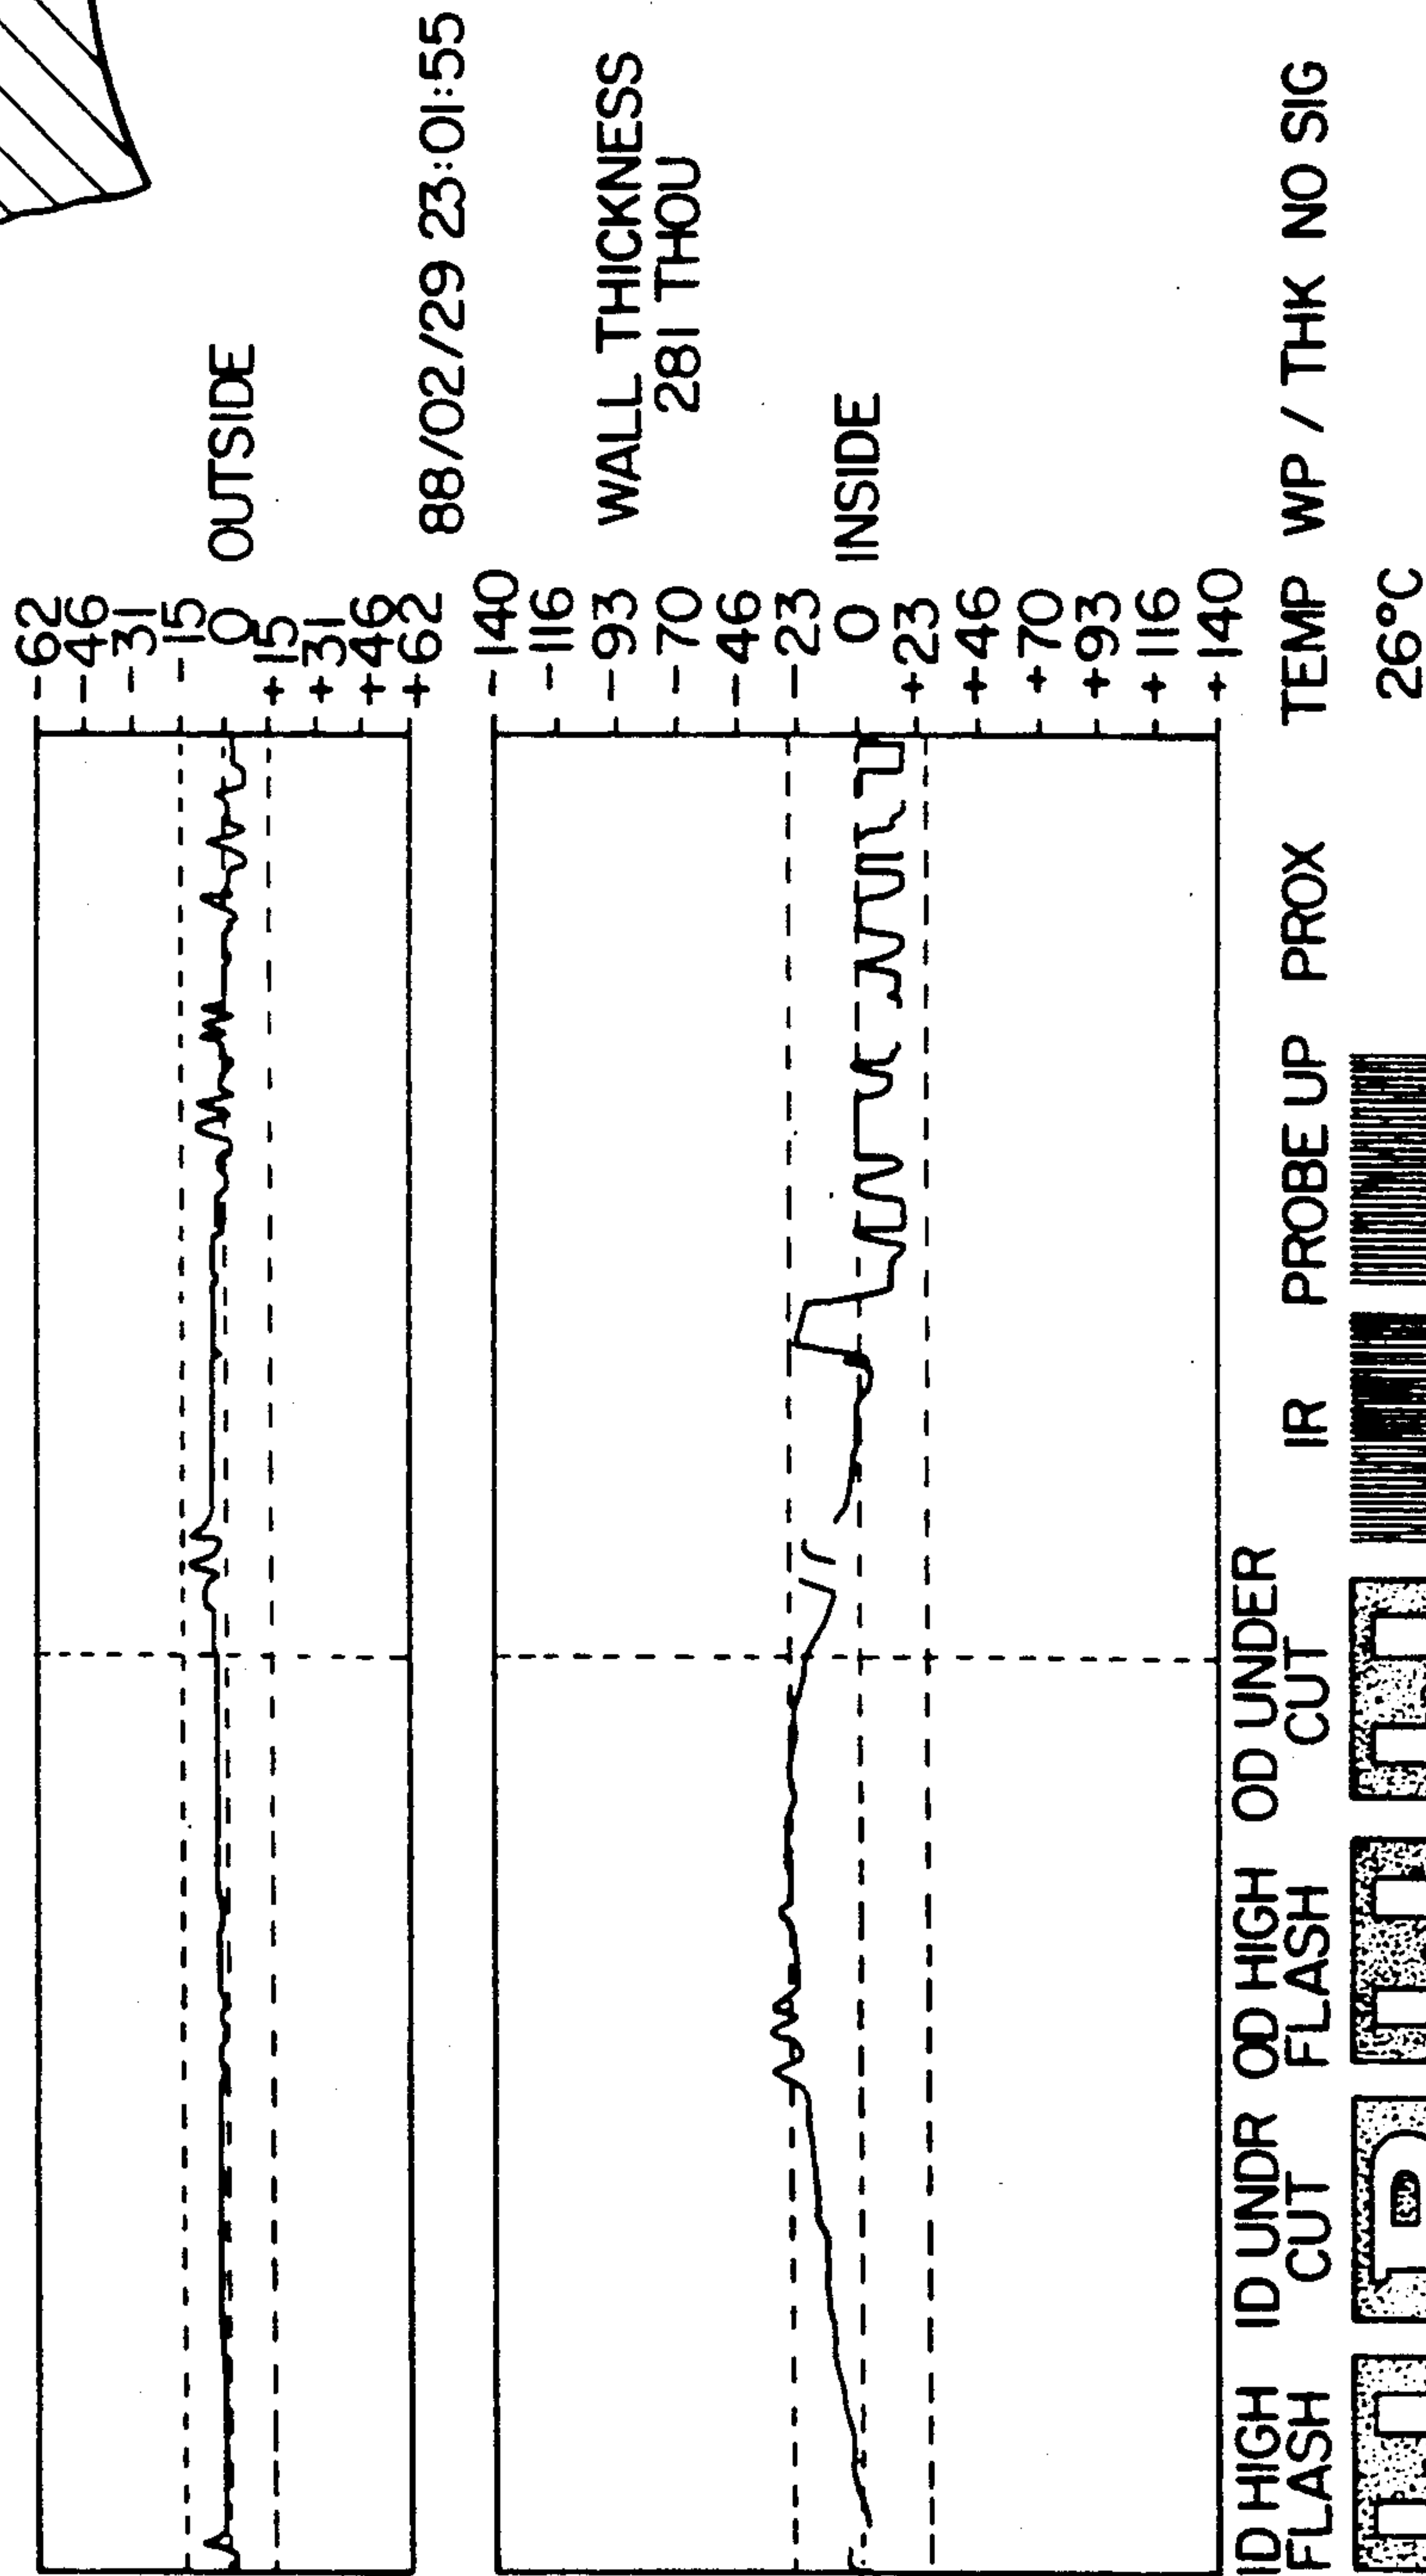 -62
-46
-31
-15
0 OUTSIDE
+15
+31
+46
+62
88/02/29 23:01:55
-140
-116
-93
-70
-46
-23
0 INSIDE
+23
+46
+70
+93
+116
+140
WALL THICKNESS
281 THOU
ID HIGH FLASH
ID UNDR CUT
OD HIGH FLASH
OD UNDER CUT
IR
PROBE UP
PROX
TEMP
WP / THK
NO SIG
26°C